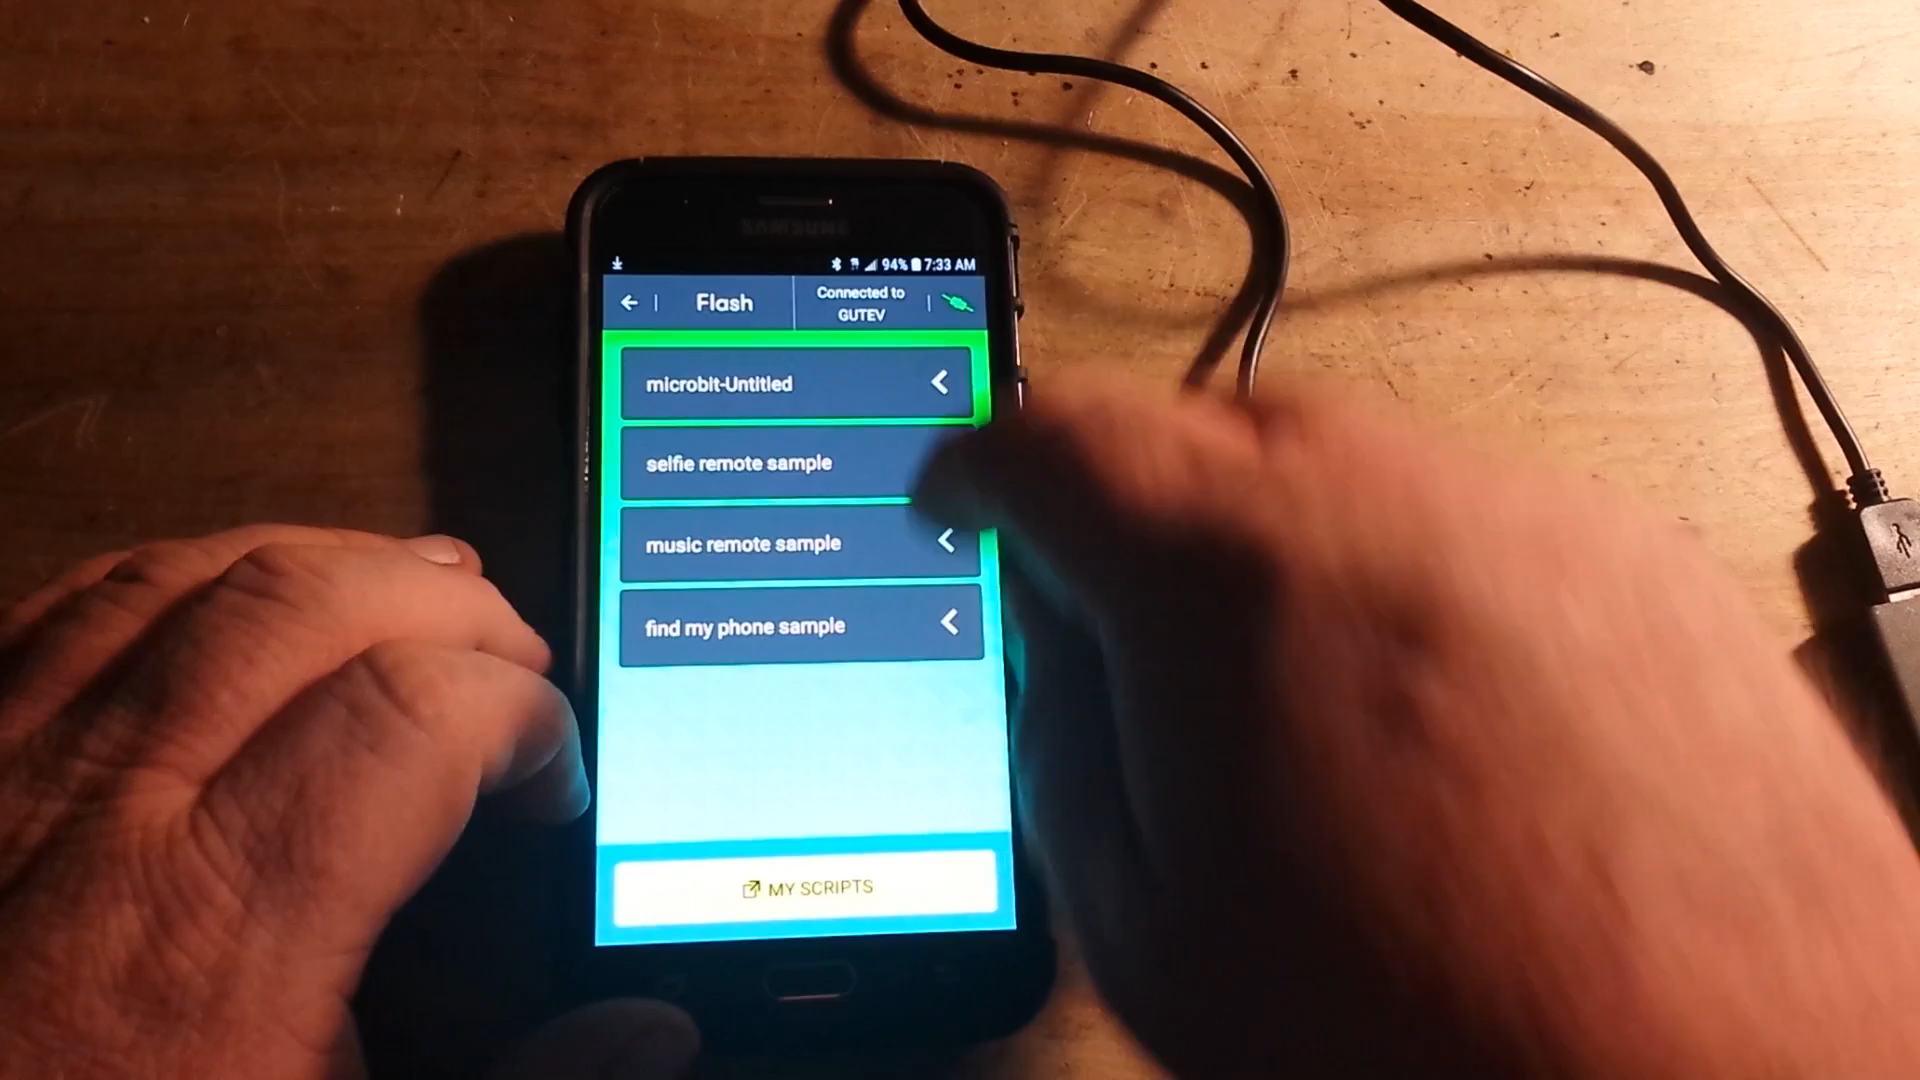 SAMSUNG
94% 7:33 AM
Flash
Connected to
GUTEV
microbit-Untitled
selfie remote sample
music remote sample
find my phone sample
MY SCRIPTS